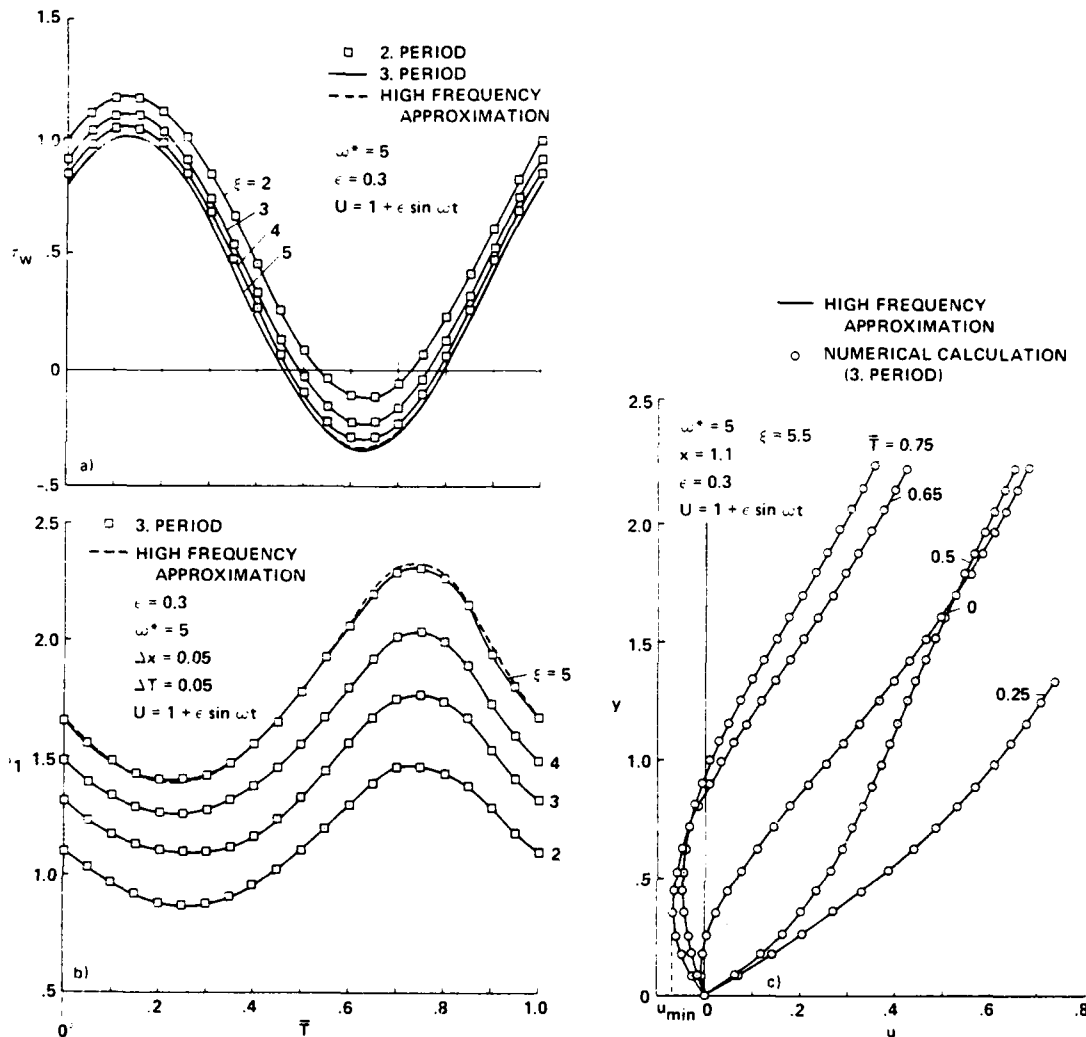 1.5
1.0
.5
0
-.5
τw
□ 2. PERIOD
— 3. PERIOD
--- HIGH FREQUENCY
APPROXIMATION
ω* = 5
ϵ = 0.3
U = 1 + ϵ sin ωt
ξ = 2
3
4
5
a)
2.5
2.0
1.5
1.0
.5
□ 3. PERIOD
--- HIGH FREQUENCY
APPROXIMATION
ϵ = 0.3
ω* = 5
Δx = 0.05
ΔT = 0.05
U = 1 + ϵ sin ωt
ξ = 5
4
3
2
b)
0 .2 .4 .6 .8 1.0
T̄
— HIGH FREQUENCY
APPROXIMATION
○ NUMERICAL CALCULATION
(3. PERIOD)
2.5
2.0
1.5
1.0
.5
0
y
ω* = 5
ξ = 5.5
x = 1.1
ϵ = 0.3
U = 1 + ϵ sin ωt
T̄ = 0.75
0.65
0.5
0
0.25
c)
umin 0 .2 .4 .6 .8
u